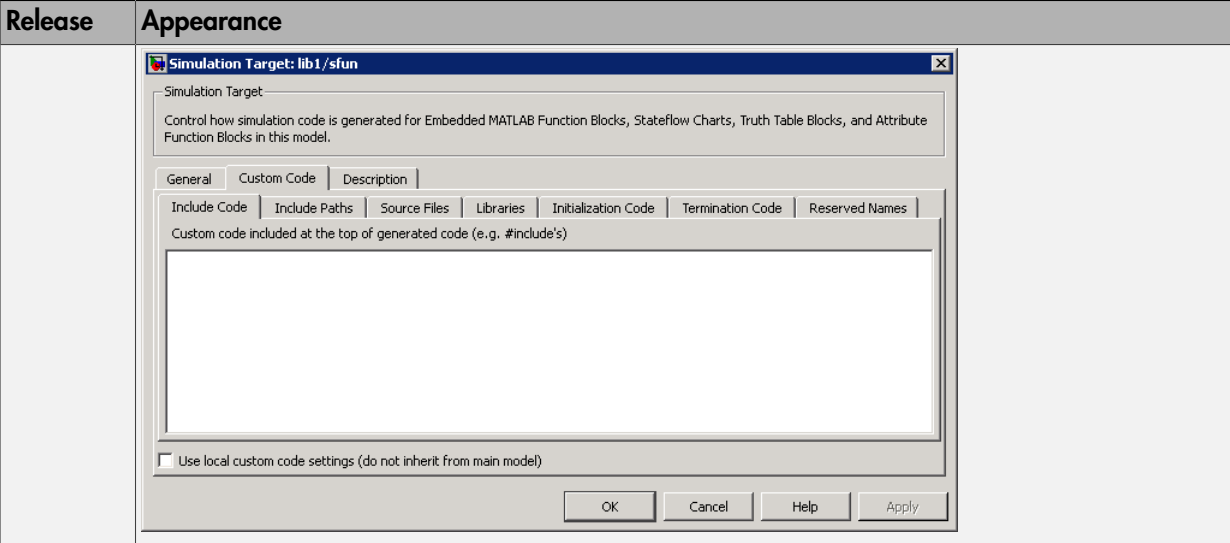 Release Appearance
Simulation Target: lib1/sfun
Simulation Target
Control how simulation code is generated for Embedded MATLAB Function Blocks, Stateflow Charts, Truth Table Blocks, and Attribute
Function Blocks in this model.
General Custom Code Description
Include Code Include Paths Source Files Libraries Initialization Code Termination Code Reserved Names
Custom code included at the top of generated code (e.g. #include's)
Use local custom code settings (do not inherit from main model)
OK Cancel Help Apply